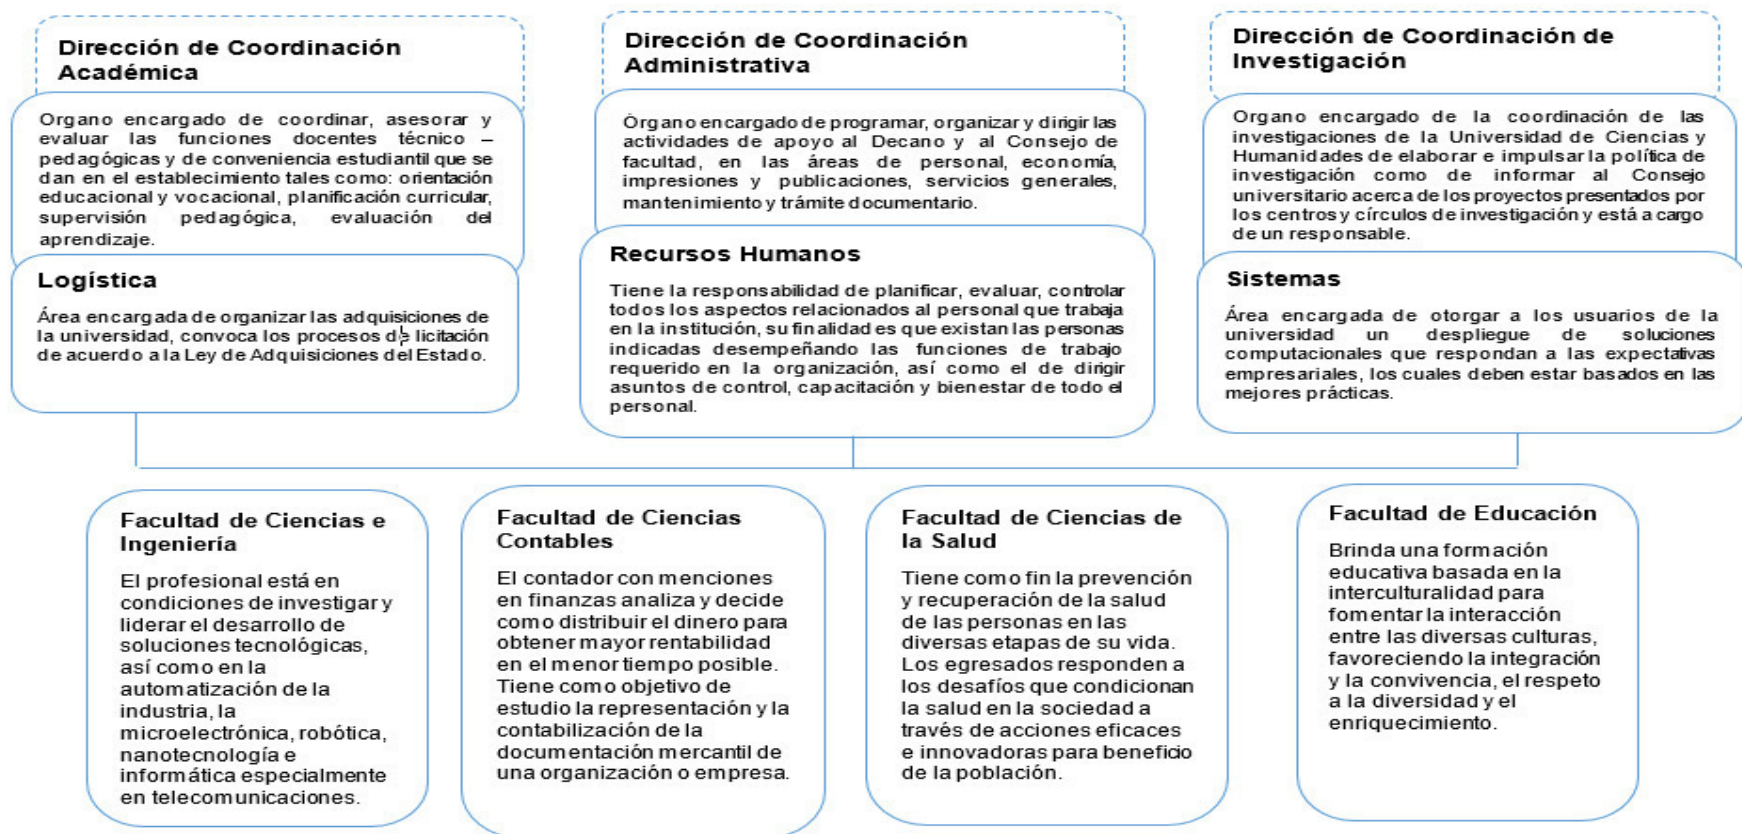 Dirección de Coordinación
Académica
Organo encargado de coordinar, asesorar y
evaluar las funciones docentes técnico –
pedagógicas y de conveniencia estudiantil que se
dan en el establecimiento tales como: orientación
educacional y vocacional, planificación curricular,
supervisión pedagógica, evaluación del
aprendizaje.
Logística
Área encargada de organizar las adquisiciones de
la universidad, convoca los procesos de licitación
de acuerdo a la Ley de Adquisiciones del Estado.
Dirección de Coordinación
Administrativa
Órgano encargado de programar, organizar y dirigir las
actividades de apoyo al Decano y al Consejo de
facultad, en las áreas de personal, economía,
impresiones y publicaciones, servicios generales,
mantenimiento y trámite documentario.
Recursos Humanos
Tiene la responsabilidad de planificar, evaluar, controlar
todos los aspectos relacionados al personal que trabaja
en la institución, su finalidad es que existan las personas
indicadas desempeñando las funciones de trabajo
requerido en la organización, así como el de dirigir
asuntos de control, capacitación y bienestar de todo el
personal.
Dirección de Coordinación de
Investigación
Organo encargado de la coordinación de las
investigaciones de la Universidad de Ciencias y
Humanidades de elaborar e impulsar la política de
investigación como de informar al Consejo
universitario acerca de los proyectos presentados por
los centros y círculos de investigación y está a cargo
de un responsable.
Sistemas
Área encargada de otorgar a los usuarios de la
universidad un despliegue de soluciones
computacionales que respondan a las expectativas
empresariales, los cuales deben estar basados en las
mejores prácticas.
Facultad de Ciencias e
Ingeniería
El profesional está en
condiciones de investigar y
liderar el desarrollo de
soluciones tecnológicas,
así como en la
automatización de la
industria, la
microelectrónica, robótica,
nanotecnología e
informática especialmente
en telecomunicaciones.
Facultad de Ciencias
Contables
El contador con menciones
en finanzas analiza y decide
como distribuir el dinero para
obtener mayor rentabilidad
en el menor tiempo posible.
Tiene como objetivo de
estudio la representación y la
contabilización de la
documentación mercantil de
una organización o empresa.
Facultad de Ciencias de
la Salud
Tiene como fin la prevención
y recuperación de la salud
de las personas en las
diversas etapas de su vida.
Los egresados responden a
los desafíos que condicionan
la salud en la sociedad a
través de acciones eficaces
e innovadoras para beneficio
de la población.
Facultad de Educación
Brinda una formación
educativa basada en la
interculturalidad para
fomentar la interacción
entre las diversas culturas,
favoreciendo la integración
y la convivencia, el respeto
a la diversidad y el
enriquecimiento.